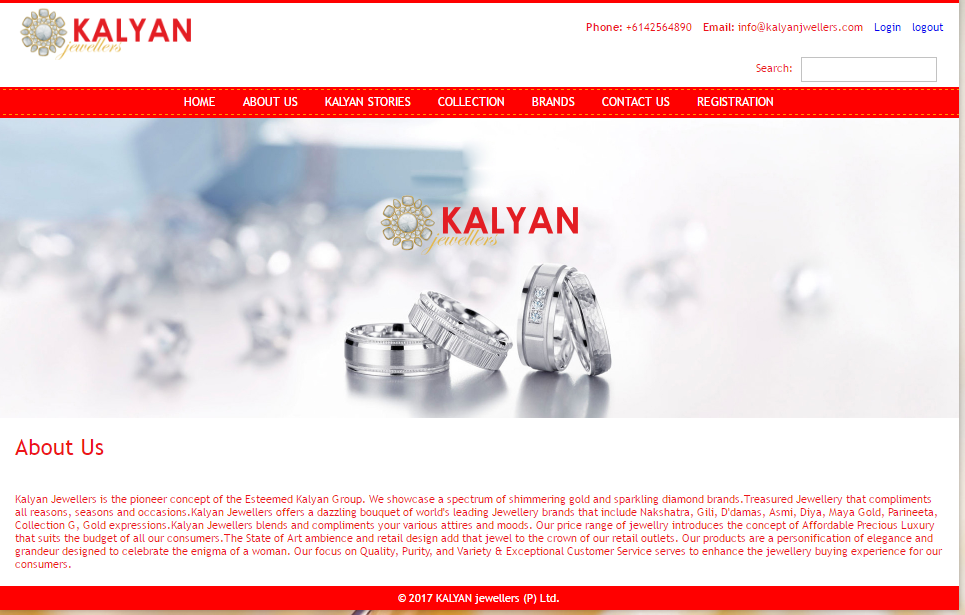 KALYAN
jewellers
Phone: +6142564890 Email: info@kalyanjwellers.com Login logout
Search:
HOME ABOUT US KALYAN STORIES COLLECTION BRANDS CONTACT US REGISTRATION
KALYAN
jewellers
About Us
Kalyan Jewellers is the pioneer concept of the Esteemed Kalyan Group. We showcase a spectrum of shimmering gold and sparkling diamond brands.Treasured Jewellery that compliments
all reasons, seasons and occasions.Kalyan Jewellers offers a dazzling bouquet of world's leading Jewellery brands that include Nakshatra, Gili, D'damas, Asmi, Diya, Maya Gold, Parineeta,
Collection G, Gold expressions.Kalyan Jewellers blends and compliments your various attires and moods. Our price range of jewellry introduces the concept of Affordable Precious Luxury
that suits the budget of all our consumers.The State of Art ambience and retail design add that jewel to the crown of our retail outlets. Our products are a personification of elegance and
grandeur designed to celebrate the enigma of a woman. Our focus on Quality, Purity, and Variety & Exceptional Customer Service serves to enhance the jewellery buying experience for our
consumers.
© 2017 KALYAN jewellers (P) Ltd.